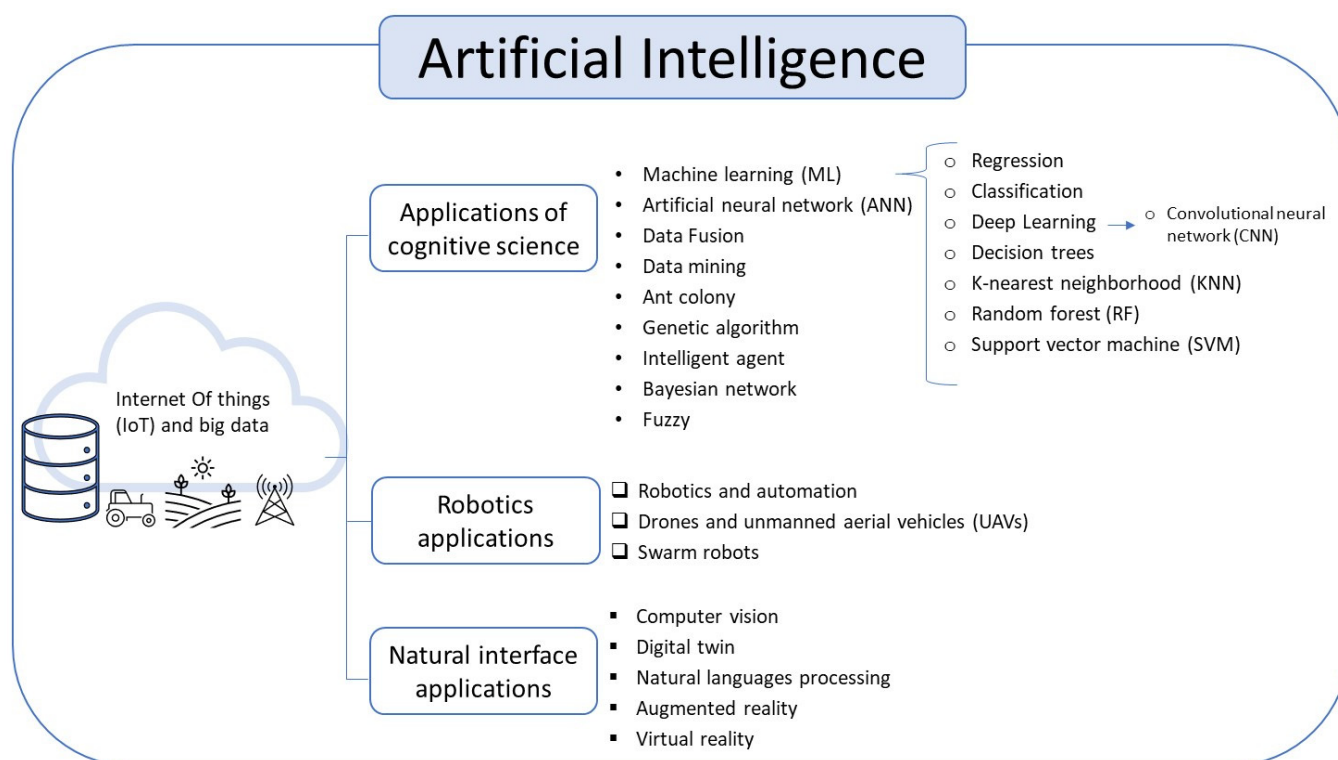 Artificial Intelligence
Internet Of things
(IoT) and big data
Applications of
cognitive science
Machine learning (ML)
Artificial neural network (ANN)
Data Fusion
Data mining
Ant colony
Genetic algorithm
Intelligent agent
Bayesian network
Fuzzy
Regression
Classification
Deep Learning
Convolutional neural
network (CNN)
Decision trees
K-nearest neighborhood (KNN)
Random forest (RF)
Support vector machine (SVM)
Robotics
applications
Robotics and automation
Drones and unmanned aerial vehicles (UAVs)
Swarm robots
Natural interface
applications
Computer vision
Digital twin
Natural languages processing
Augmented reality
Virtual reality